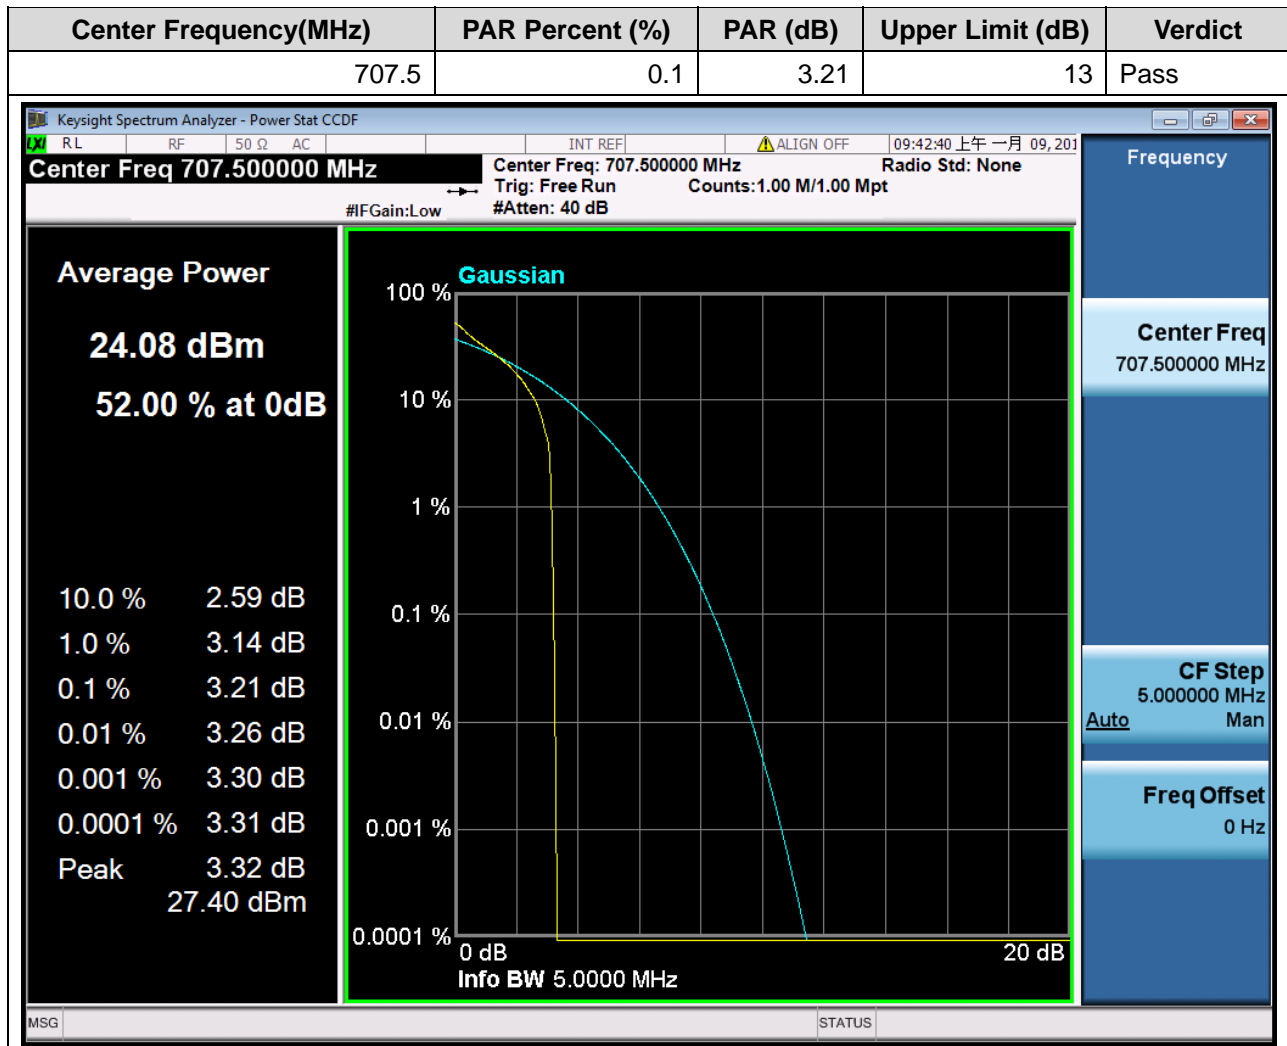 Center Frequency(MHz) PAR Percent (%) PAR (dB) Upper Limit (dB) Verdict
707.5 0.1 3.21 13 Pass
Keysight Spectrum Analyzer - Power Stat CCDF
LXI RL RF 50 Ω AC INT REF ALIGN OFF 09:42:40 上午 一月 09, 201
Center Freq 707.500000 MHz
Center Freq: 707.500000 MHz Radio Std: None
Trig: Free Run Counts:1.00 M/1.00 Mpt
#IFGain:Low #Atten: 40 dB
Average Power
24.08 dBm
52.00 % at 0dB
10.0 % 2.59 dB
1.0 % 3.14 dB
0.1 % 3.21 dB
0.01 % 3.26 dB
0.001 % 3.30 dB
0.0001 % 3.31 dB
Peak 3.32 dB
27.40 dBm
Gaussian
100 %
10 %
1 %
0.1 %
0.01 %
0.001 %
0.0001 %
0 dB 20 dB
Info BW 5.0000 MHz
Frequency
Center Freq
707.500000 MHz
CF Step
5.000000 MHz
Auto Man
Freq Offset
0 Hz
MSG STATUS